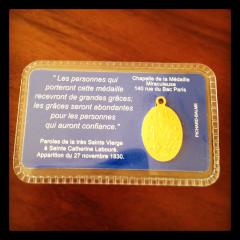 " Les personnes qui
porteront cette médaille
recevront de grandes grâces;
les grâces seront abondantes
pour les personnes
qui auront confiance."
Paroles de la très Sainte Vierge
à Sainte Catherine Labouré.
Apparition du 27 novembre 1830.
Chapelle de la Médaille
Miraculeuse
140 rue du Bac Paris